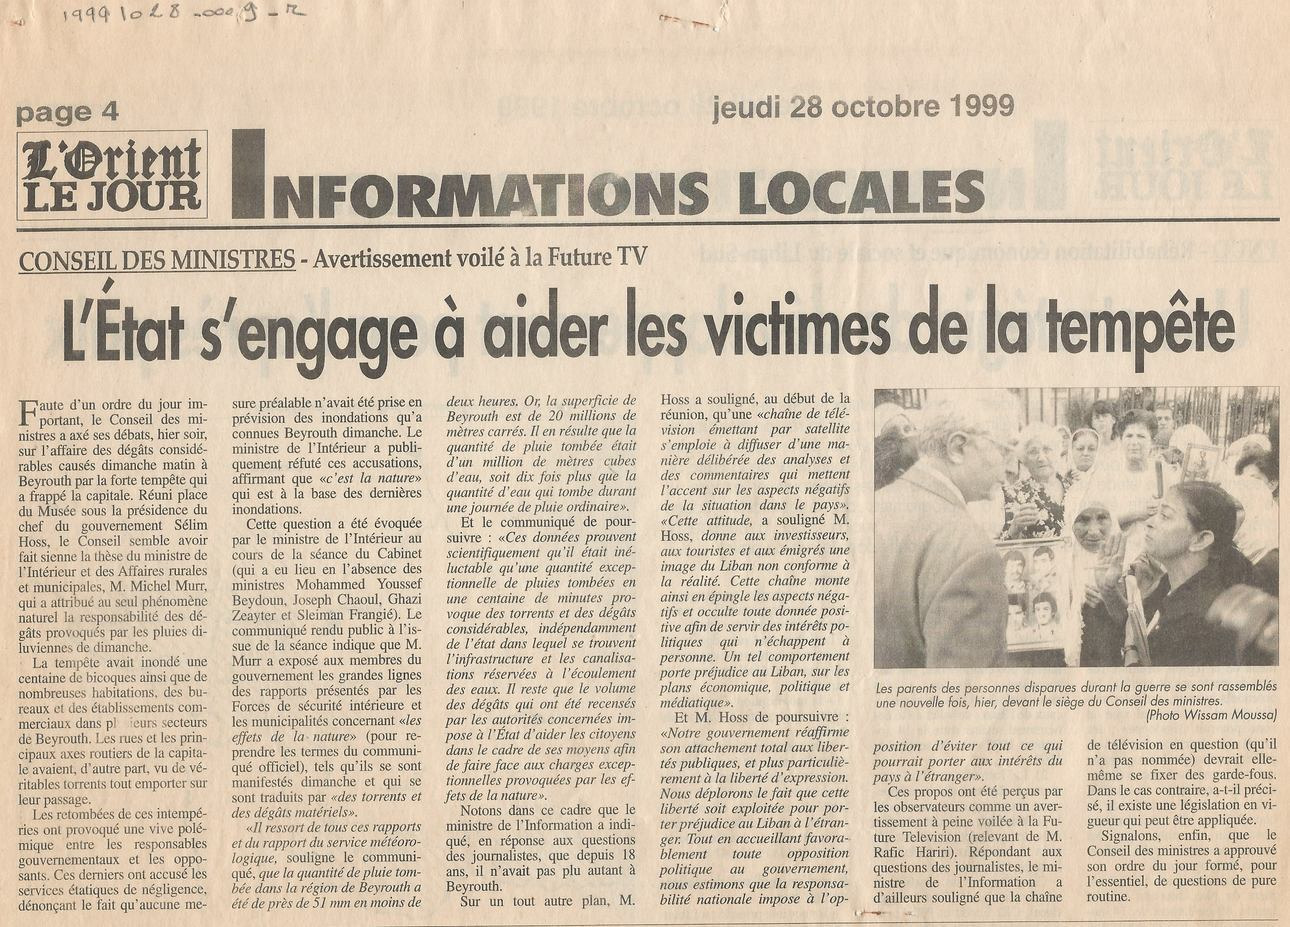 1999 10 28
page 4
jeudi 28 octobre 1999
L'Orient
LE JOUR
INFORMATIONS LOCALES
CONSEIL DES MINISTRES - Avertissement voilé à la Future TV
L'État s'engage à aider les victimes de la tempête
Faute d'un ordre du jour im-
portant, le Conseil des mi-
nistres a axé ses débats, hier soir,
sur l'affaire des dégâts considé-
rables causés dimanche matin à
Beyrouth par la forte tempête qui
a frappé la capitale. Réuni place
du Musée sous la présidence du
chef du gouvernement Sélim
Hoss, le Conseil semble avoir
fait sienne la thèse du ministre de
l'Intérieur et des Affaires rurales
et municipales, M. Michel Murr,
qui a attribué au seul phénomène
naturel la responsabilité des dé-
gâts provoqués par les pluies di-
luviennes de dimanche.
La tempête avait inondé une
centaine de bicoques ainsi que de
nombreuses habitations, des bu-
reaux et des établissements com-
merciaux dans pl ieurs secteurs
de Beyrouth. Les rues et les prin-
cipaux axes routiers de la capita-
le avaient, d'autre part, vu de vé-
ritables torrents tout emporter sur
leur passage.
Les retombées de ces intempé-
ries ont provoqué une vive polé-
mique entre les responsables
gouvernementaux et les oppo-
sants. Ces derniers ont accusé les
services étatiques de négligence,
dénonçant le fait qu'aucune me-
sure préalable n'avait été prise en
prévision des inondations qu'a
connues Beyrouth dimanche. Le
ministre de l'Intérieur a publi-
quement réfuté ces accusations,
affirmant que «c'est la nature»
qui est à la base des dernières
inondations.
Cette question a été évoquée
par le ministre de l'Intérieur au
cours de la séance du Cabinet
(qui a eu lieu en l'absence des
ministres Mohammed Youssef
Beydoun, Joseph Chaoul, Ghazi
Zeayter et Sleiman Frangié). Le
communiqué rendu public à l'is-
sue de la séance indique que M.
Murr a exposé aux membres du
gouvernement les grandes lignes
des rapports présentés par les
Forces de sécurité intérieure et
les municipalités concernant «les
effets de la nature» (pour re-
prendre les termes du communi-
qué officiel), tels qu'ils se sont
manifestés dimanche et qui se
sont traduits par «des torrents et
des dégâts matériels».
«Il ressort de tous ces rapports
et du rapport du service météoro-
logique, souligne le communi-
qué, que la quantité de pluie tom-
bée dans la région de Beyrouth a
été de près de 51 mm en moins de
deux heures. Or, la superficie de
Beyrouth est de 20 millions de
mètres carrés. Il en résulte que la
quantité de pluie tombée était
d'un million de mètres cubes
d'eau, soit dix fois plus que la
quantité d'eau qui tombe durant
une journée de pluie ordinaire».
Et le communiqué de pour-
suivre : «Ces données prouvent
scientifiquement qu'il était iné-
luctable qu'une quantité excep-
tionnelle de pluies tombées en
une centaine de minutes pro-
voque des torrents et des dégâts
considérables, indépendamment
de l'état dans lequel se trouvent
l'infrastructure et les canalisa-
tions réservées à l'écoulement
des eaux. Il reste que le volume
des dégâts qui ont été recensés
par les autorités concernées im-
pose à l'État d'aider les citoyens
dans le cadre de ses moyens afin
de faire face aux charges excep-
tionnelles provoquées par les ef-
fets de la nature».
Notons dans ce cadre que le
ministre de l'Information a indi-
qué, en réponse aux questions
des journalistes, que depuis 18
ans, il n'avait pas plu autant à
Beyrouth.
Sur un tout autre plan, M.
Hoss a souligné, au début de la
réunion, qu'une «chaîne de télé-
vision émettant par satellite
s'emploie à diffuser d'une ma-
nière délibérée des analyses et
des commentaires qui mettent
l'accent sur les aspects négatifs
de la situation dans le pays».
«Cette attitude, a souligné M.
Hoss, donne aux investisseurs,
aux touristes et aux émigrés une
image du Liban non conforme à
la réalité. Cette chaîne monte
ainsi en épingle les aspects néga-
tifs et occulte toute donnée posi-
tive afin de servir des intérêts po-
litiques qui n'échappent à
personne. Un tel comportement
porte préjudice au Liban, sur les
plans économique, politique et
médiatique».
Et M. Hoss de poursuivre :
«Notre gouvernement réaffirme
son attachement total aux liber-
tés publiques, et plus particuliè-
rement à la liberté d'expression.
Nous déplorons le fait que cette
liberté soit exploitée pour por-
ter préjudice au Liban à l'étran-
ger. Tout en accueillant favora-
blement toute opposition
politique au gouvernement,
nous estimons que la responsa-
bilité nationale impose à l'op-
Les parents des personnes disparues durant la guerre se sont rassemblés
une nouvelle fois, hier, devant le siège du Conseil des ministres.
(Photo Wissam Moussa)
position d'éviter tout ce qui
pourrait porter aux intérêts du
pays à l'étranger».
Ces propos ont été perçus par
les observateurs comme un aver-
tissement à peine voilée à la Fu-
ture Television (relevant de M.
Rafic Hariri). Répondant aux
questions des journalistes, le mi-
nistre de l'Information a
d'ailleurs souligné que la chaîne
de télévision en question (qu'il
n'a pas nommée) devrait elle-
même se fixer des garde-fous.
Dans le cas contraire, a-t-il préci-
sé, il existe une législation en vi-
gueur qui peut être appliquée.
Signalons, enfin, que le
Conseil des ministres a approuvé
son ordre du jour formé, pour
l'essentiel, de questions de pure
routine.